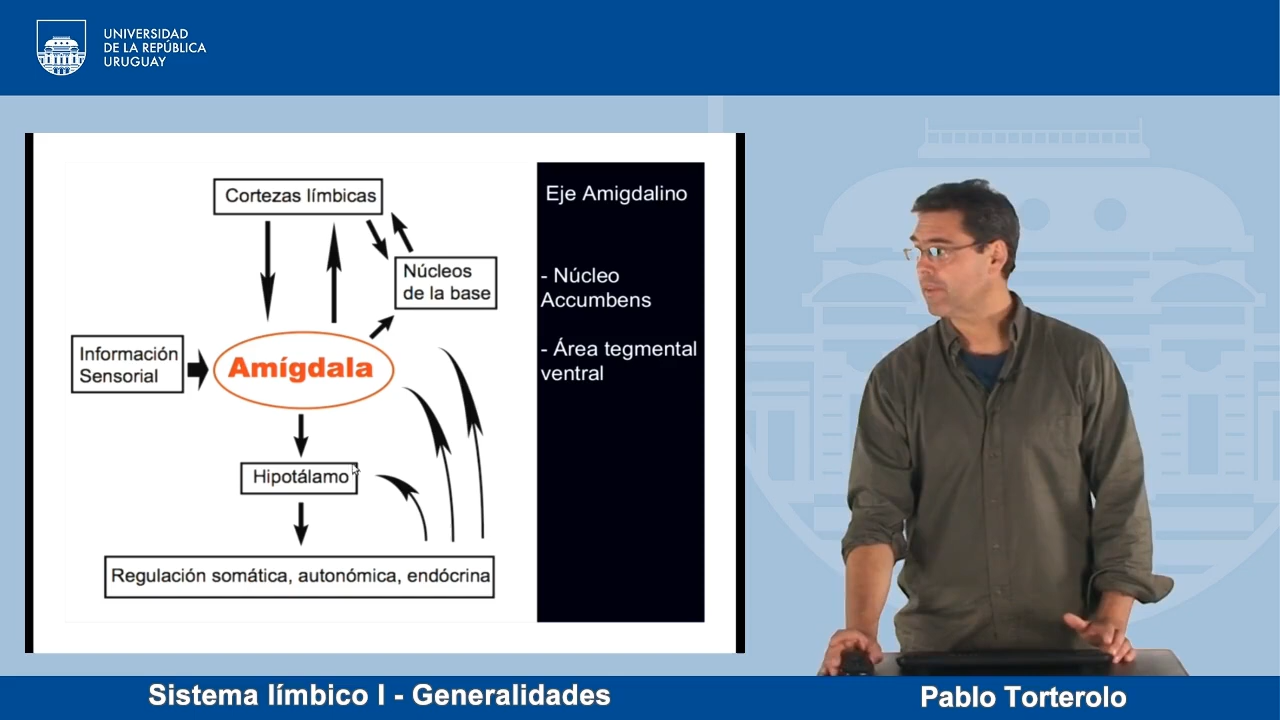 UNIVERSIDAD
DE LA REPÚBLICA
URUGUAY
Cortezas límbicas
Núcleos
de la base
Información
Sensorial
Amígdala
Hipotálamo
Regulación somática, autonómica, endócrina
Eje Amigdalino
- Núcleo
Accumbens
- Área tegmental
ventral
Sistema límbico I - Generalidades
Pablo Torterolo